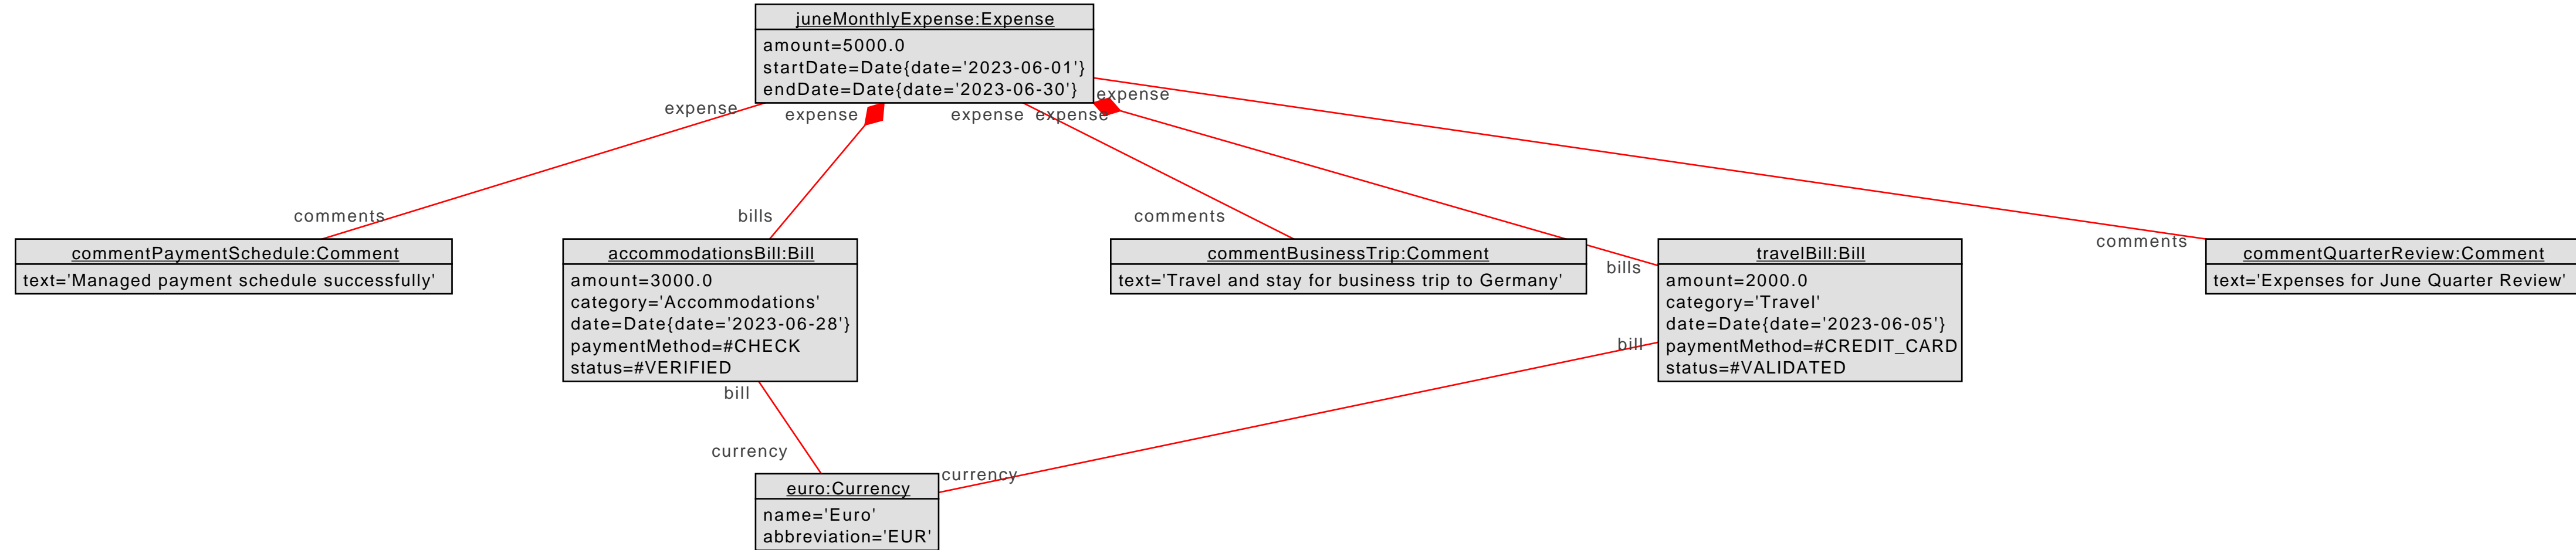 juneMonthlyExpense:Expense
amount=5000.0
startDate=Date{date='2023-06-01'}
endDate=Date{date='2023-06-30'}
expense
expense
expense
expense
expense
comments
bills
comments
bills
comments
commentPaymentSchedule:Comment
text='Managed payment schedule successfully'
accommodationsBill:Bill
amount=3000.0
category='Accommodations'
date=Date{date='2023-06-28'}
paymentMethod=#CHECK
status=#VERIFIED
commentBusinessTrip:Comment
text='Travel and stay for business trip to Germany'
travelBill:Bill
amount=2000.0
category='Travel'
date=Date{date='2023-06-05'}
paymentMethod=#CREDIT_CARD
status=#VALIDATED
commentQuarterReview:Comment
text='Expenses for June Quarter Review'
bill
bill
currency
currency
euro:Currency
name='Euro'
abbreviation='EUR'